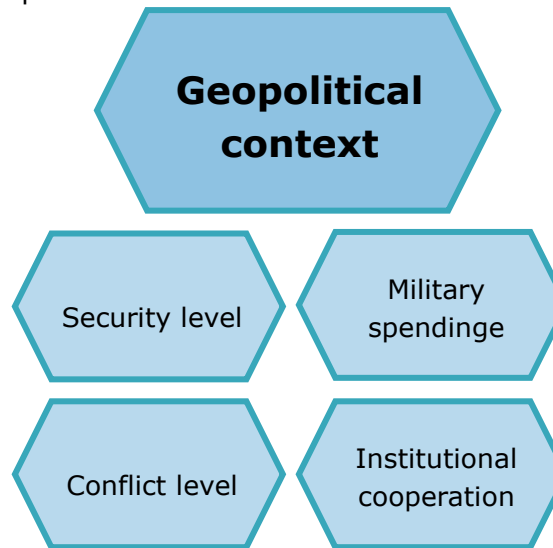 Geopolitical
context
Security level
Military
spendinge
Conflict level
Institutional
cooperation